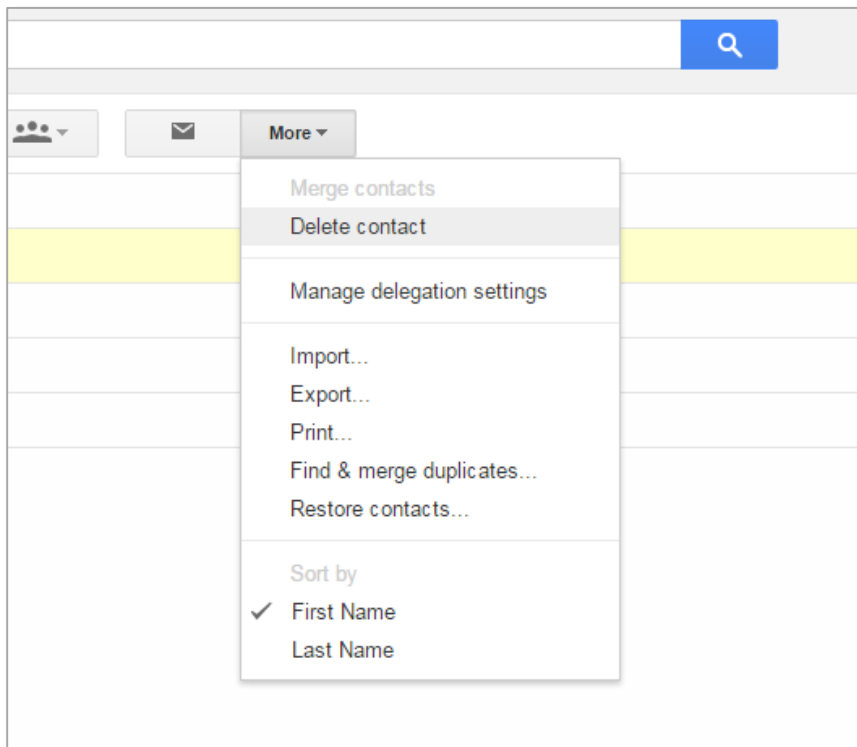 More
Merge contacts
Delete contact
Manage delegation settings
Import...
Export...
Print...
Find & merge duplicates...
Restore contacts...
Sort by
First Name
Last Name